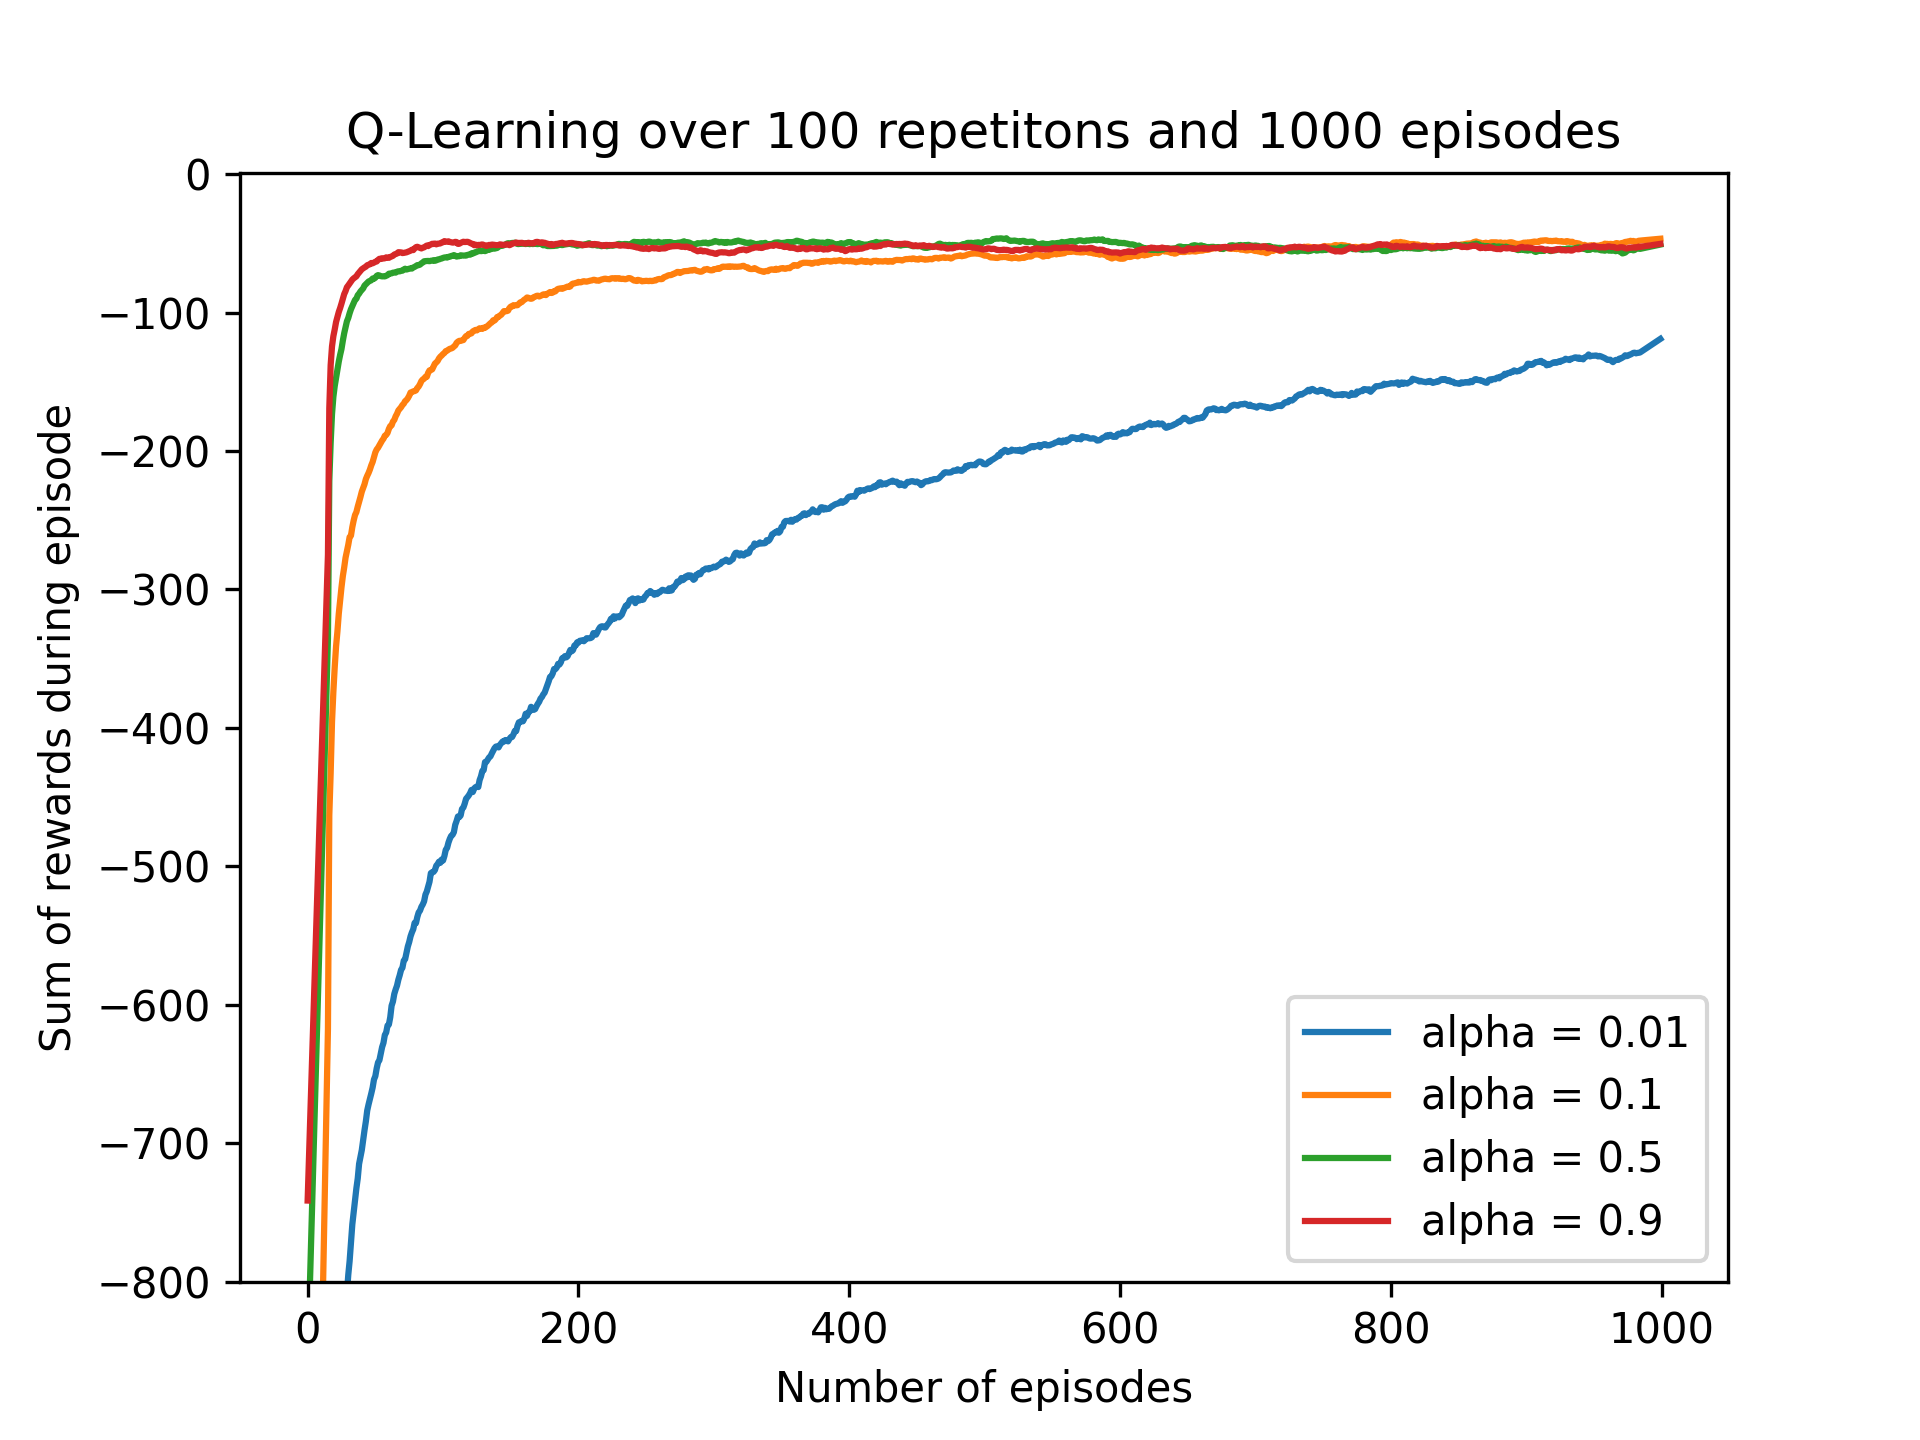 Q-Learning over 100 repetitons and 1000 episodes
Sum of rewards during episode
0
−100
−200
−300
−400
−500
−600
−700
−800
alpha = 0.01
alpha = 0.1
alpha = 0.5
alpha = 0.9
0 200 400 600 800 1000
Number of episodes